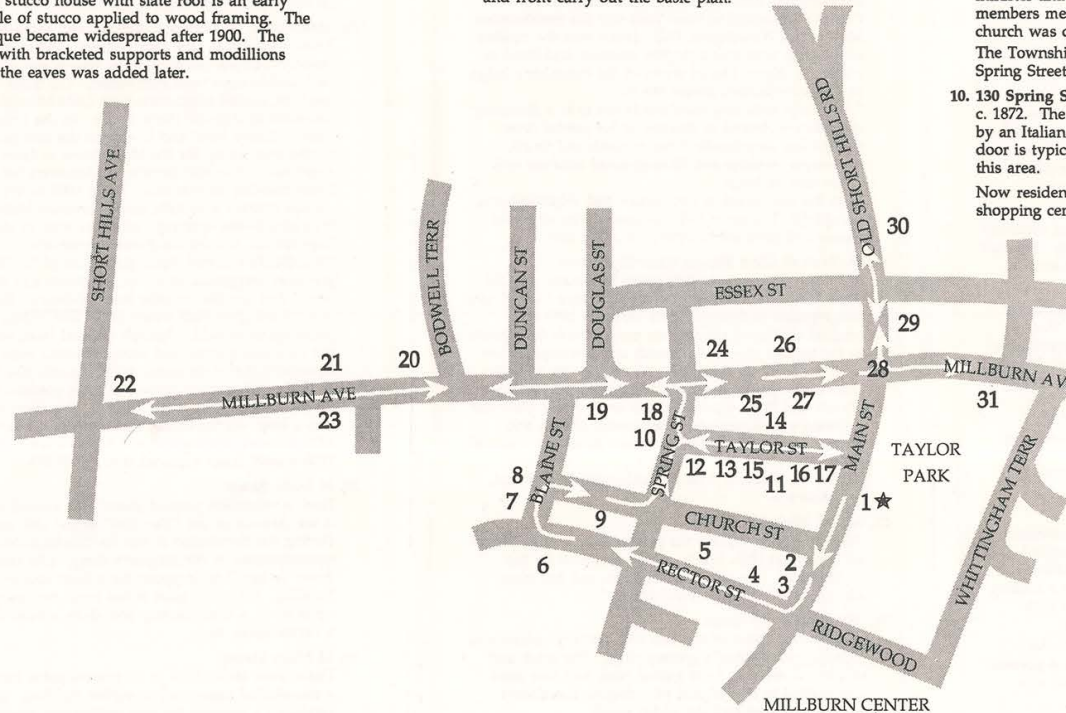 stucco house with slate roof is an early
le of stucco applied to wood framing. The
que became widespread after 1900. The
with bracketed supports and modillions
the eaves was added later.
and front carry out the basic plan.
members me
church was c
The Townshi
Spring Street
10. 130 Spring S
c. 1872. The
by an Italian
door is typic
this area.
Now residen
shopping cen
SHORT HILLS AVE
BODWELL TERR
DUNCAN ST
DOUGLAS ST
OLD SHORT HILLS RD
30
ESSEX ST
29
24
26
28
MILLBURN AV
22
21
20
MILLBURN AVE
23
19
18
10
25
27
14
31
BLAINE ST
SPRING ST
TAYLOR ST
MAIN ST
TAYLOR
PARK
12
13
15
11
16
17
8
7
9
1
CHURCH ST
5
2
4
3
6
RECTOR ST
WHITTINGHAM TERR
RIDGEWOOD
MILLBURN CENTER